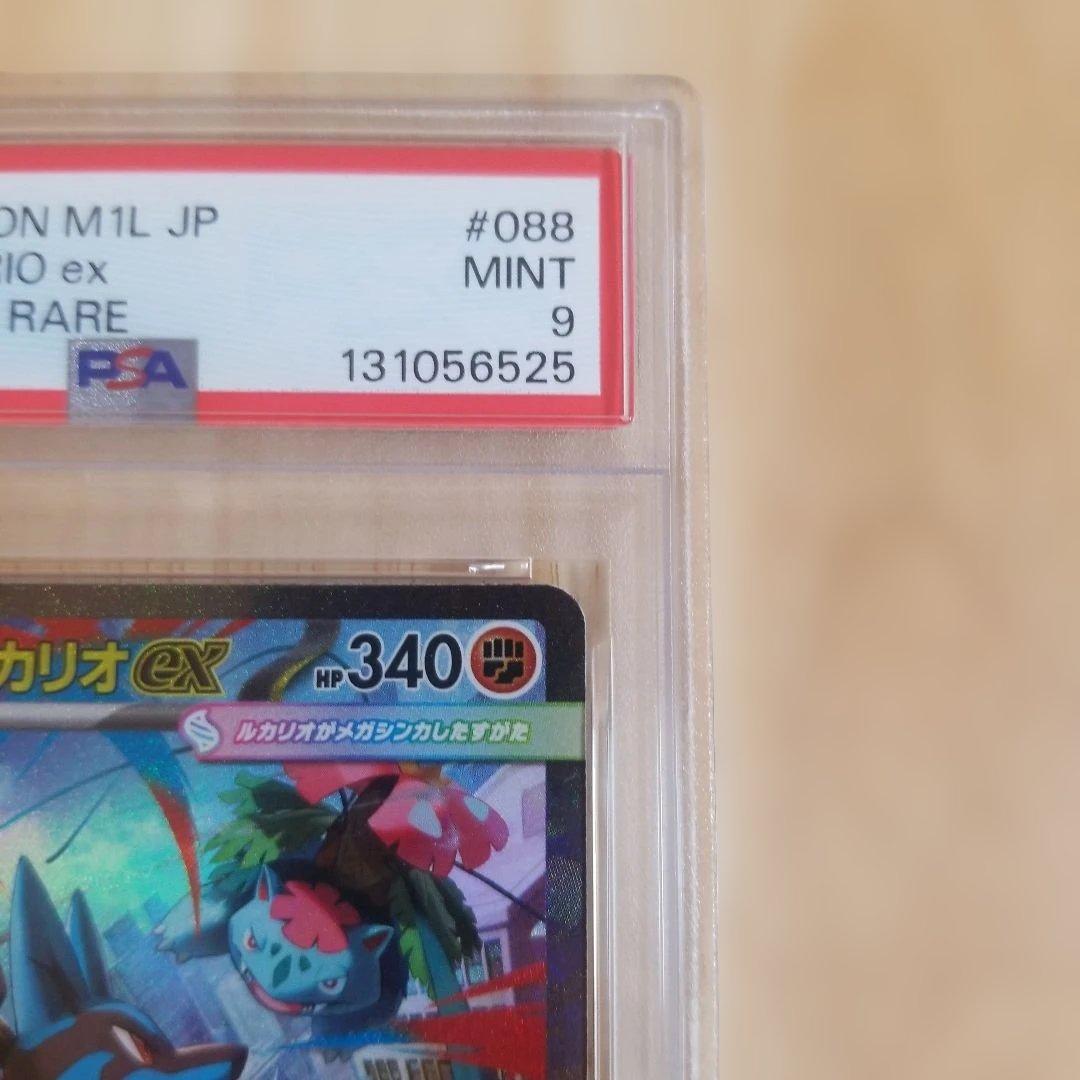 ON M1L JP #088
RIO ex MINT
RARE 9
PSA 131056525
カリオex HP340
ルカリオがメガシンカしたすがた